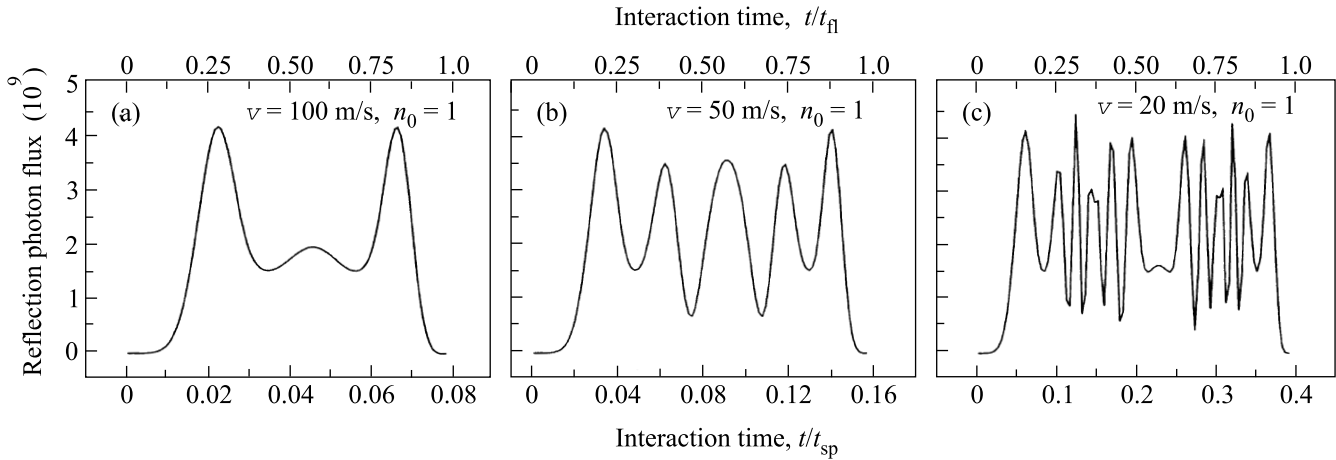 Interaction time, t/t_fl
0 0.25 0.50 0.75 1.0
0 0.25 0.50 0.75 1.0
0 0.25 0.50 0.75 1.0
Reflection photon flux (10^9)
5
4
3
2
1
0
(a) v = 100 m/s, n_0 = 1
(b) v = 50 m/s, n_0 = 1
(c) v = 20 m/s, n_0 = 1
0 0.02 0.04 0.06 0.08
0 0.04 0.08 0.12 0.16
0 0.1 0.2 0.3 0.4
Interaction time, t/t_sp